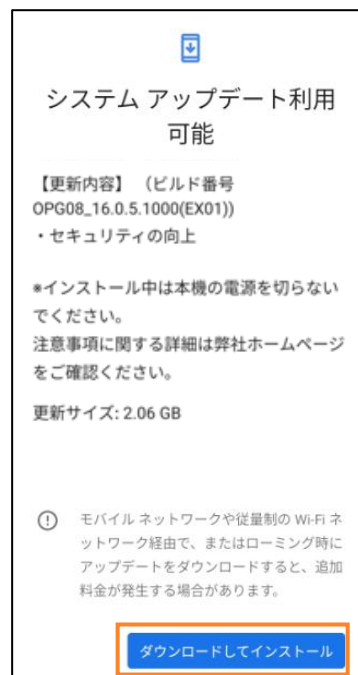 システム アップデート利用
可能
【更新内容】（ビルド番号
OPG08_16.0.5.1000(EX01))
・セキュリティの向上
※インストール中は本機の電源を切らない
でください。
注意事項に関する詳細は弊社ホームページ
をご確認ください。
更新サイズ: 2.06 GB
モバイル ネットワークや従量制の Wi-Fi ネ
ットワーク経由で、またはローミング時に
アップデートをダウンロードすると、追加
料金が発生する場合があります。
ダウンロードしてインストール